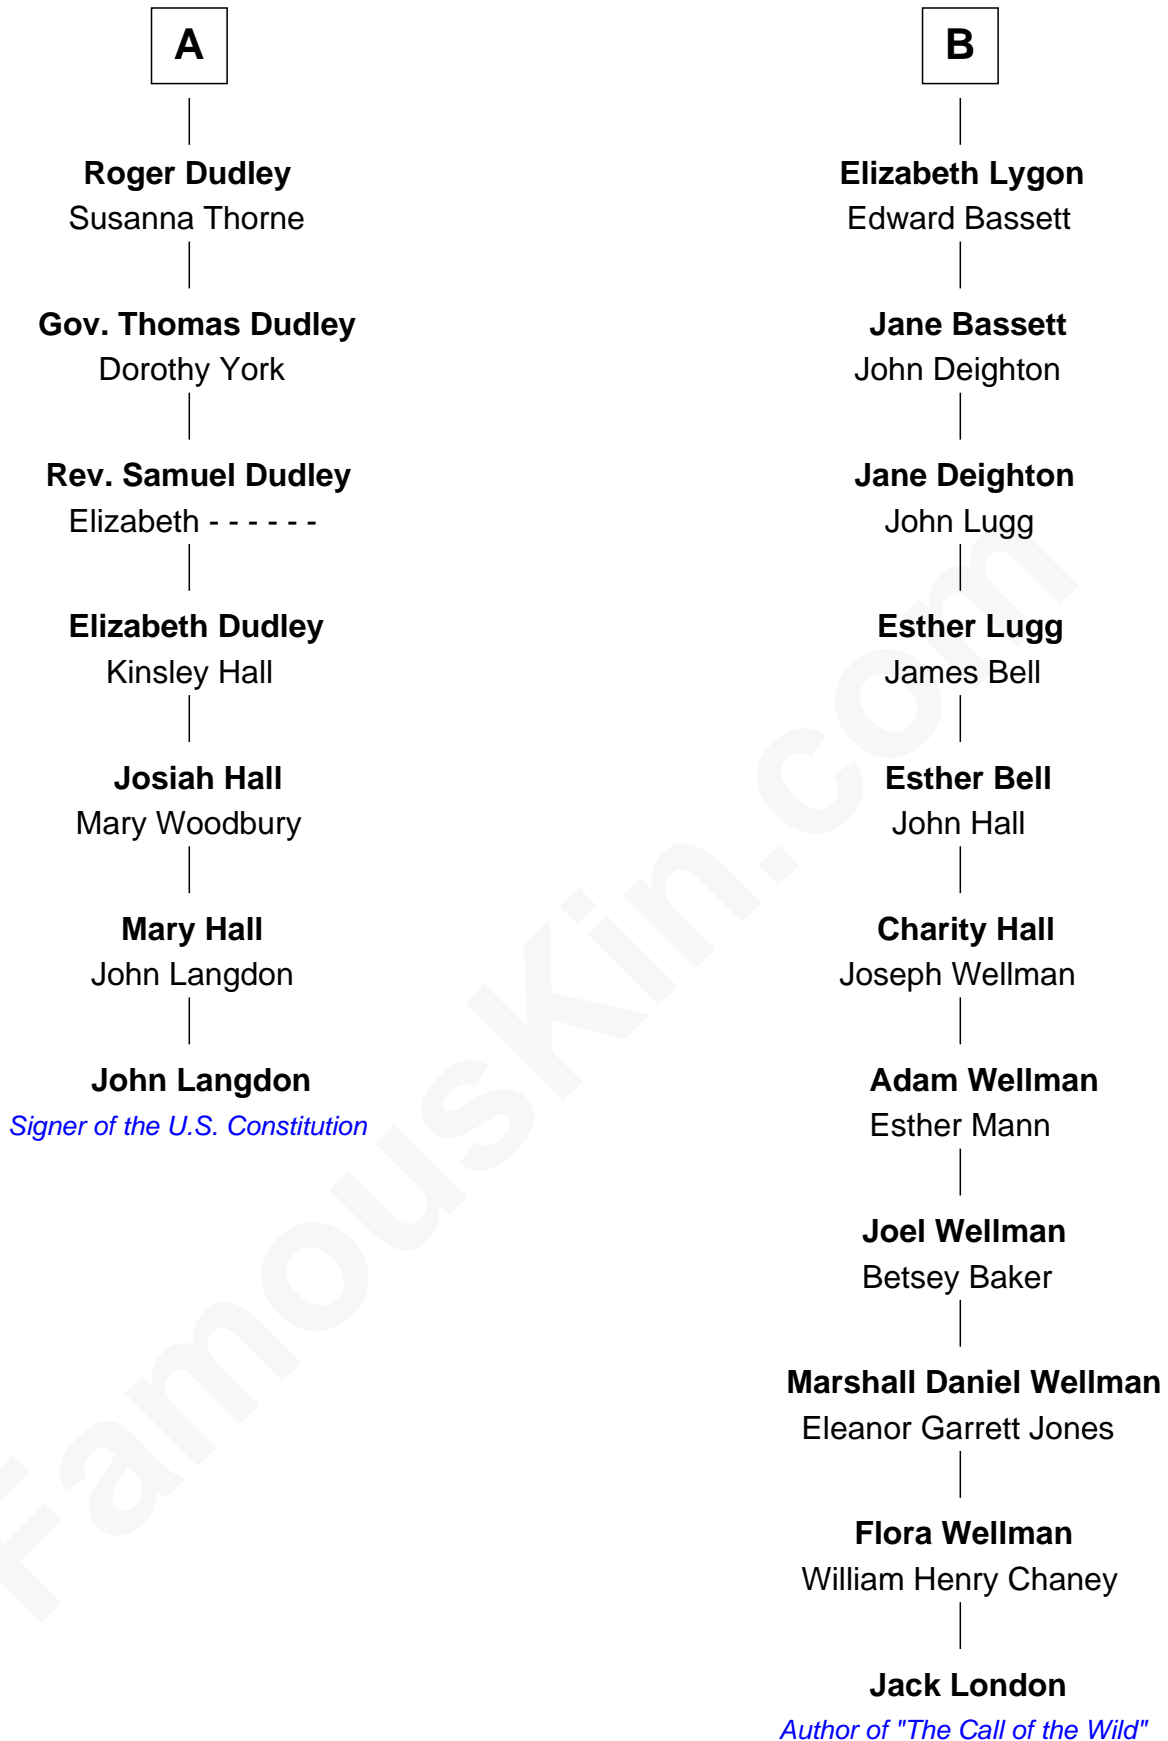 A
Roger Dudley
Susanna Thorne
Gov. Thomas Dudley
Dorothy York
Rev. Samuel Dudley
Elizabeth - - - - - -
Elizabeth Dudley
Kinsley Hall
Josiah Hall
Mary Woodbury
Mary Hall
John Langdon
John Langdon
Signer of the U.S. Constitution
B
Elizabeth Lygon
Edward Bassett
Jane Bassett
John Deighton
Jane Deighton
John Lugg
Esther Lugg
James Bell
Esther Bell
John Hall
Charity Hall
Joseph Wellman
Adam Wellman
Esther Mann
Joel Wellman
Betsey Baker
Marshall Daniel Wellman
Eleanor Garrett Jones
Flora Wellman
William Henry Chaney
Jack London
Author of "The Call of the Wild"
FamousKin.com